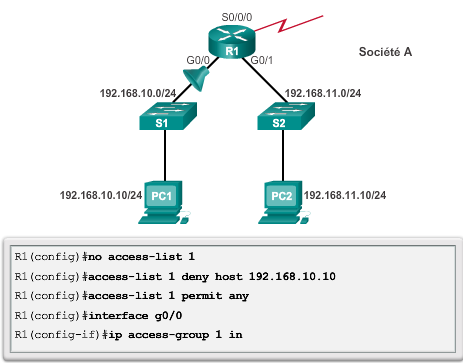 S0/0/0
R1
Société A
G0/0
G0/1
192.168.10.0/24
192.168.11.0/24
S1
S2
192.168.10.10/24
PC1
PC2
192.168.11.10/24
R1(config)#no access-list 1
R1(config)#access-list 1 deny host 192.168.10.10
R1(config)#access-list 1 permit any
R1(config)#interface g0/0
R1(config-if)#ip access-group 1 in